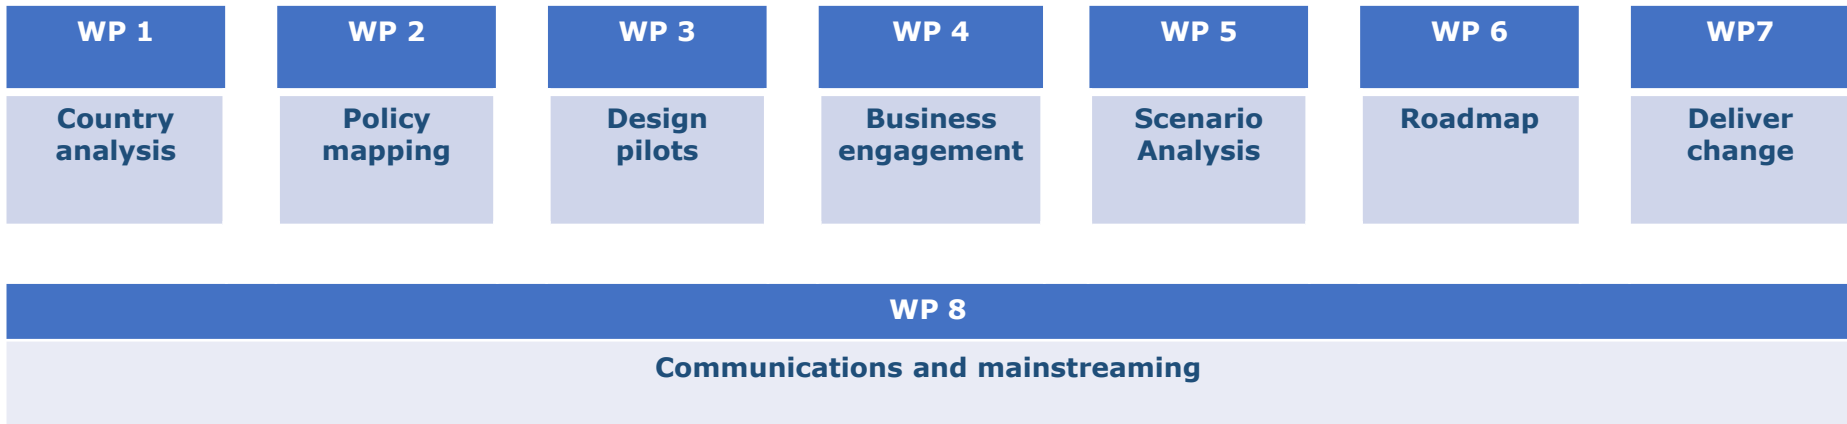 WP 1
WP 2
WP 3
WP 4
WP 5
WP 6
WP7
Country
analysis
Policy
mapping
Design
pilots
Business
engagement
Scenario
Analysis
Roadmap
Deliver
change
WP 8
Communications and mainstreaming